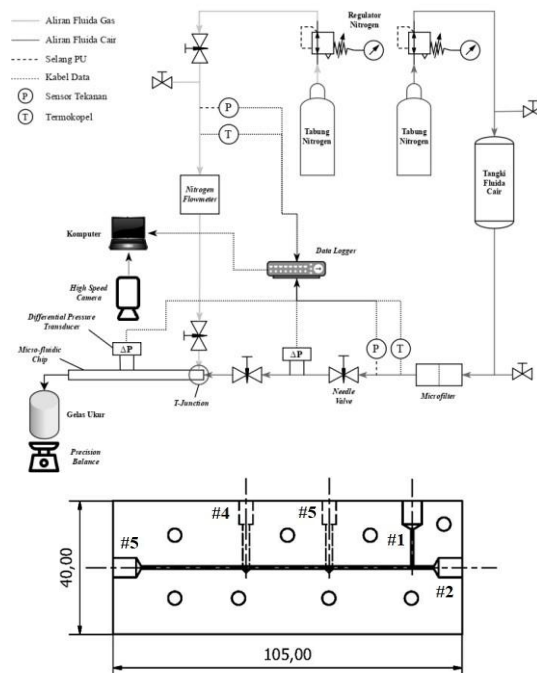 Aliran Fluida Gas
Aliran Fluida Cair
Selang PU
Kabel Data
P Sensor Tekanan
T Termokopel
Regulator
Nitrogen
P
T
Tabung
Nitrogen
Tabung
Nitrogen
Tangki
Fluida
Cair
Nitrogen
Flowmeter
Komputer
Data Logger
High Speed
Camera
Differential Pressure
Transducer
ΔP
Micro-fluidic
Chip
ΔP
P
T
Gelas Ukur
T-Junction
Needle
Valve
Microfilter
Precision
Balance
#4
#5
#1
#5
#2
40,00
105,00